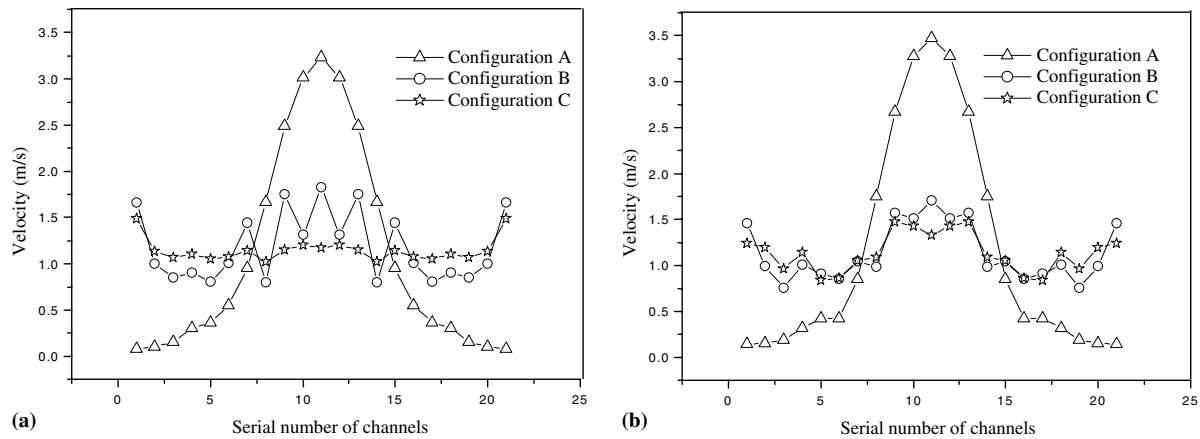 3.5
3.0
2.5
2.0
1.5
1.0
0.5
0.0
Velocity (m/s)
Configuration A
Configuration B
Configuration C
0 5 10 15 20 25
Serial number of channels
(a)
3.5
3.0
2.5
2.0
1.5
1.0
0.5
0.0
Velocity (m/s)
Configuration A
Configuration B
Configuration C
0 5 10 15 20 25
Serial number of channels
(b)